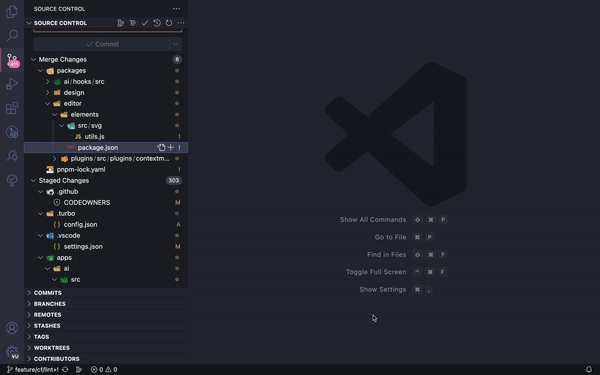 SOURCE CONTROL
SOURCE CONTROL
Commit
Merge Changes 8
packages
ai/hooks/src
design
editor
elements
src/svg
utils.js !
package.json !
plugins/src/plugins/contextm...
pnpm-lock.yaml !
Staged Changes 303
.github
CODEOWNERS M
.turbo
config.json A
.vscode
settings.json M
apps
ai
src
COMMITS
BRANCHES
REMOTES
STASHES
TAGS
WORKTREES
CONTRIBUTORS
VU
feature/cf/lint+! 0 0
Show All Commands ⇧ ⌘ P
Go to File ⌘ P
Find in Files ⇧ ⌘ F
Toggle Full Screen ^ ⌘ F
Show Settings ⌘ ,